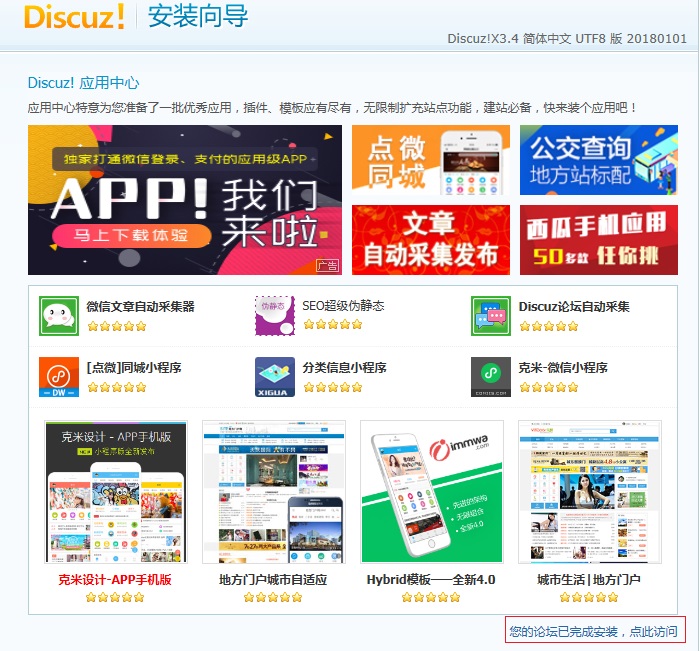 Discuz! 安装向导
Discuz!X3.4 简体中文 UTF8 版 20180101
Discuz! 应用中心
应用中心特意为您准备了一批优秀应用，插件、模板应有尽有，无限制扩充站点功能，建站必备，快来装个应用吧！
独家打通微信登录、支付的应用级APP
APP! 我们来啦
马上下载体验
广告
点微
同城
公交查询
地方站标配
文章
自动采集发布
西瓜手机应用
50多款 任你挑
微信文章自动采集器
伪静态
SEO超级伪静态
Discuz论坛自动采集
DW
[点微]同城小程序
XIGUA
分类信息小程序
克米-微信小程序
克米设计 - APP手机版
小程序版全新发布
immwa
.com
先进的架构
无缝组合
全新4.0
克米设计-APP手机版
地方门户城市自适应
Hybrid模板——全新4.0
城市生活|地方门户
您的论坛已完成安装，点此访问